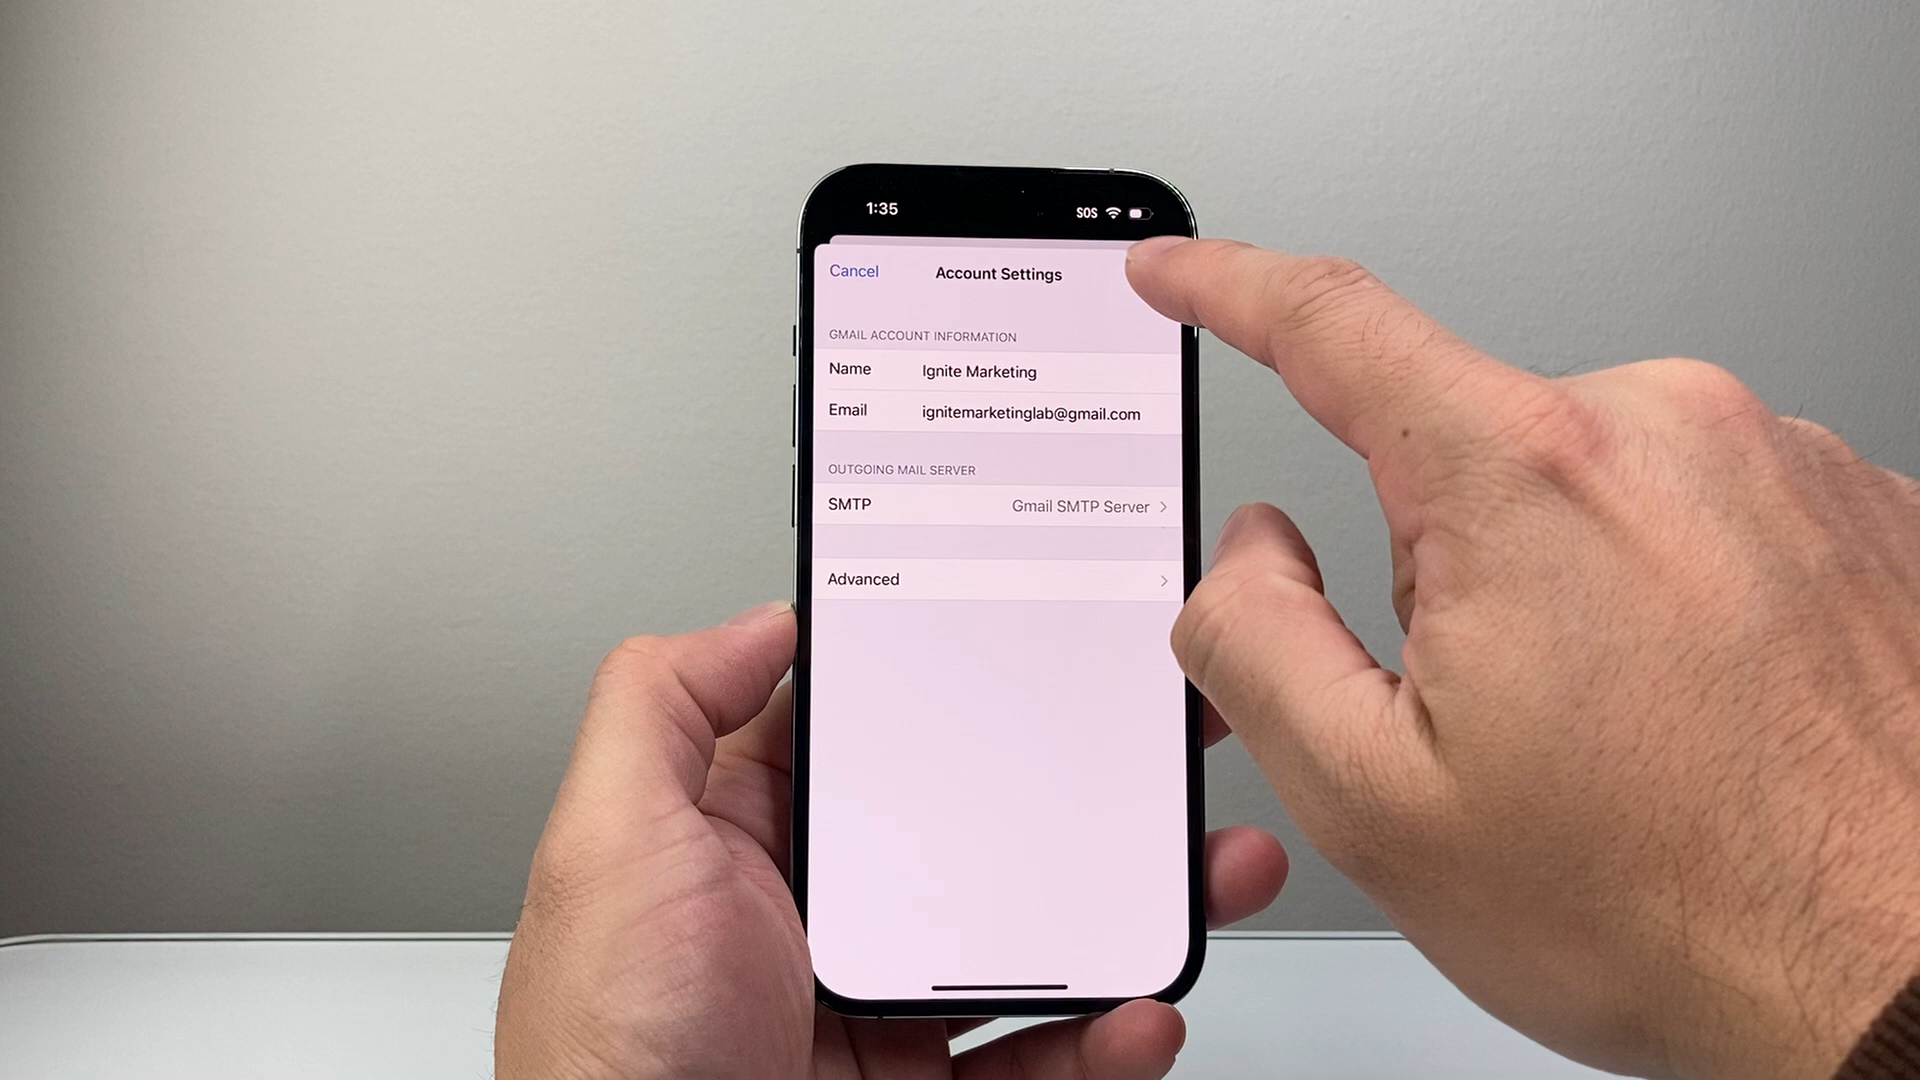 1:35 SOS
Cancel Account Settings
GMAIL ACCOUNT INFORMATION
Name Ignite Marketing
Email ignitemarketinglab@gmail.com
OUTGOING MAIL SERVER
SMTP Gmail SMTP Server
Advanced